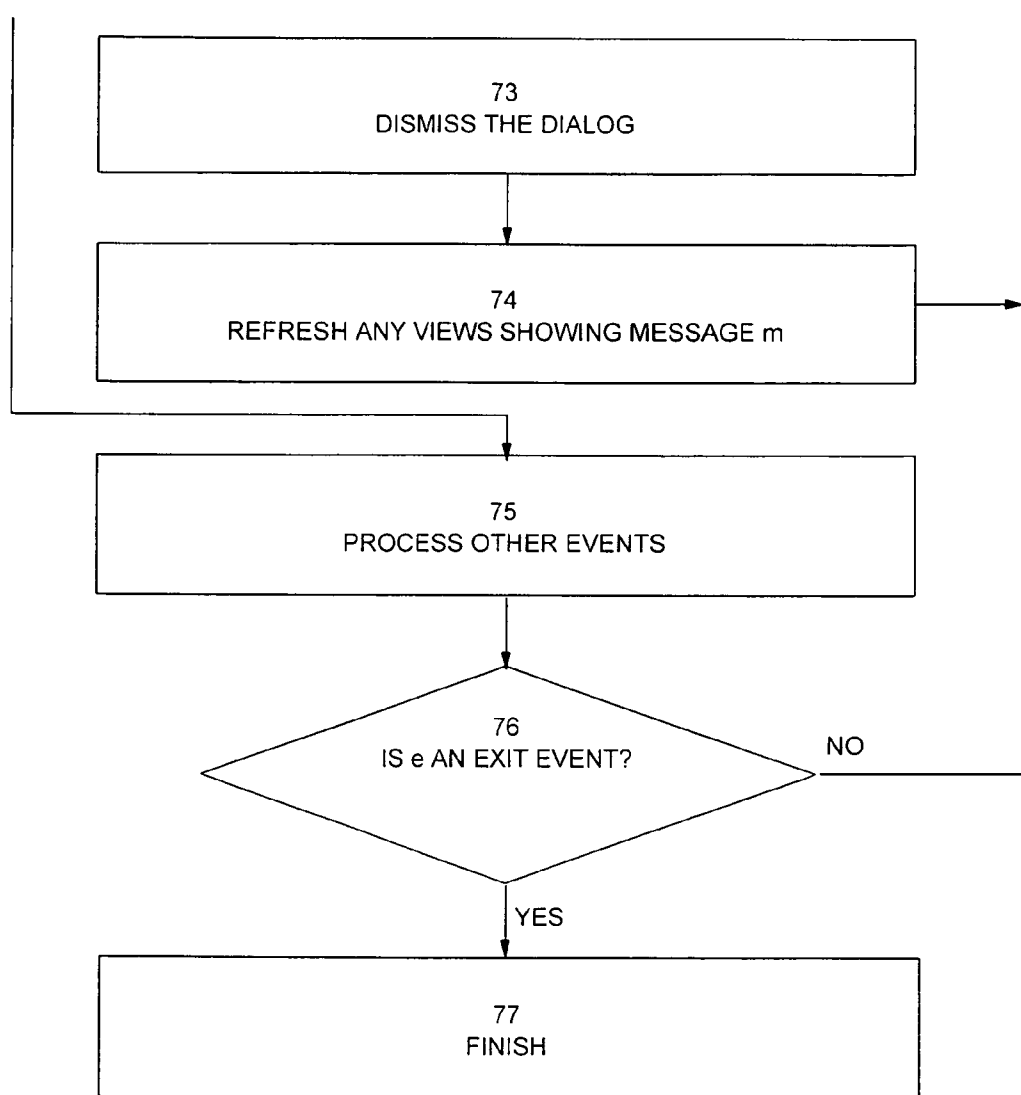 73
DISMISS THE DIALOG
74
REFRESH ANY VIEWS SHOWING MESSAGE m
75
PROCESS OTHER EVENTS
76
IS e AN EXIT EVENT?
NO
YES
77
FINISH